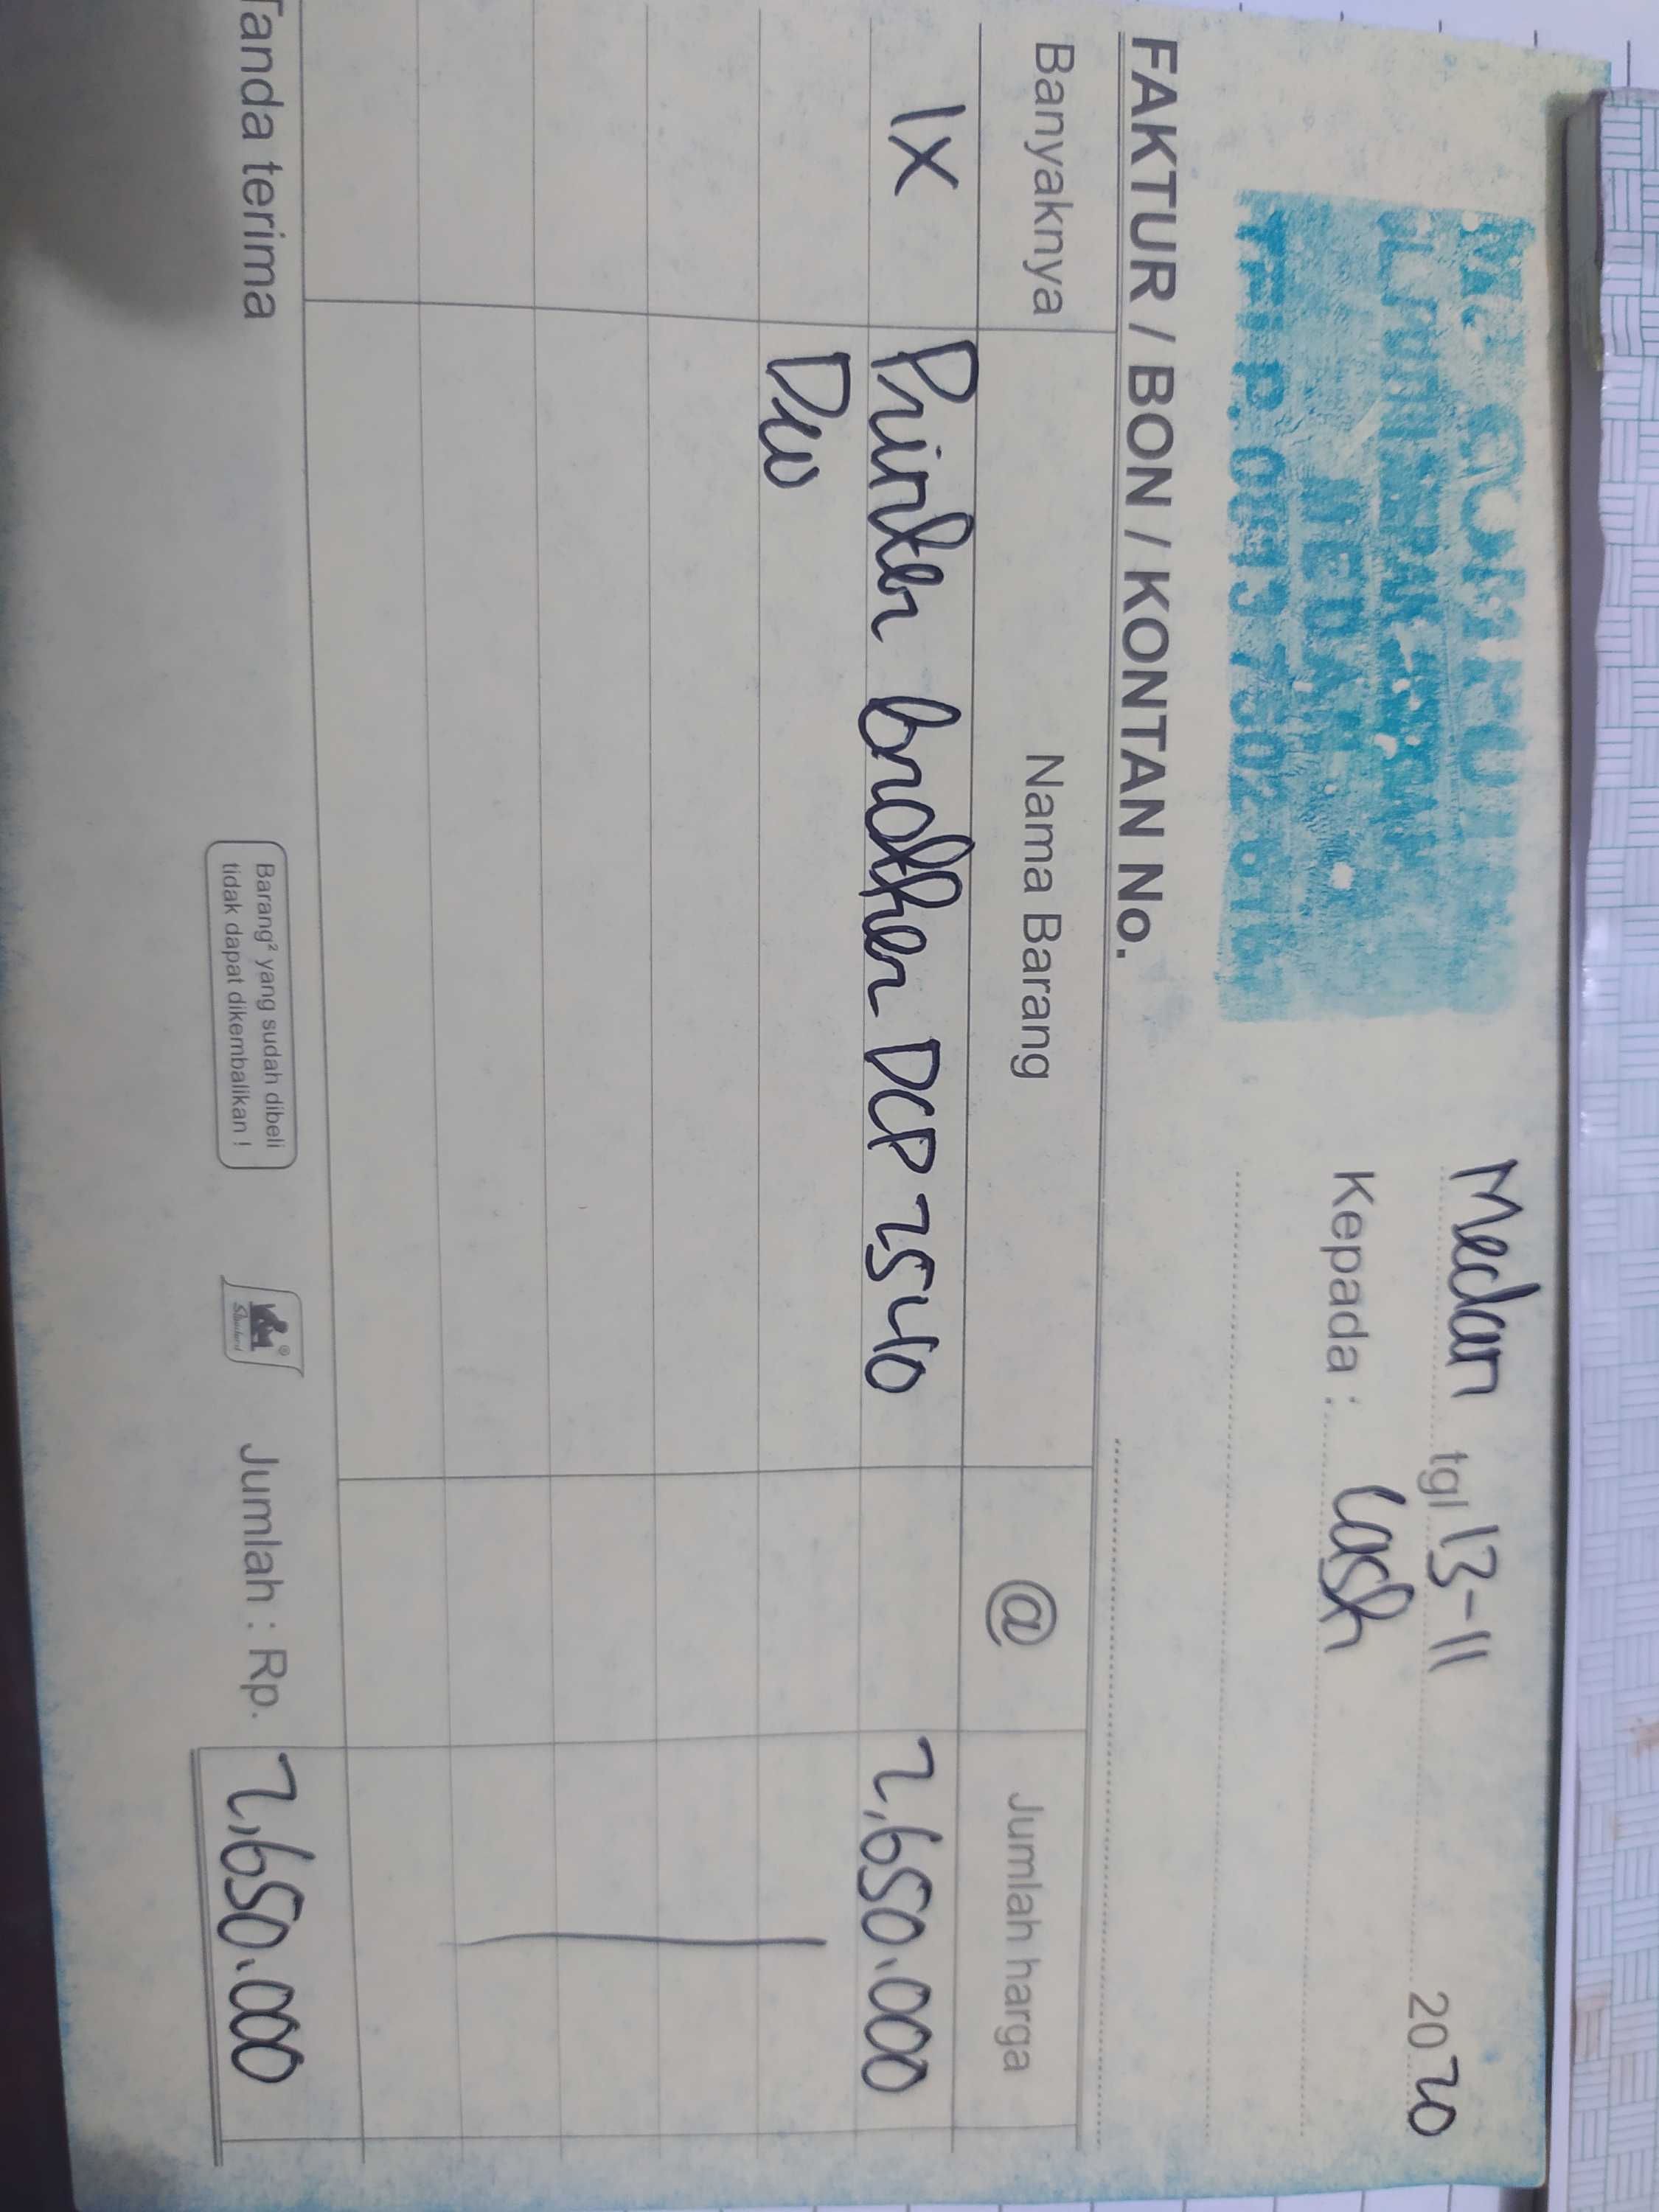 Medan tgl 13-11 2020
Kepada : Cash
MEDAN
FAKTUR / BON / KONTAN No.
Banyaknya Nama Barang @ Jumlah harga
1X Printer brother DCP 2540 2,650.000
DW
Tanda terima
Barang² yang sudah dibeli
tidak dapat dikembalikan !
Jumlah : Rp. 2,650.000